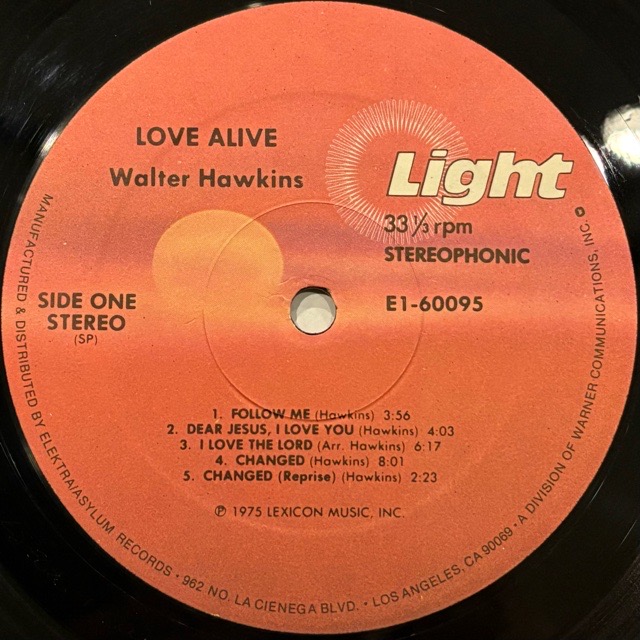 LOVE ALIVE
Walter Hawkins
Light
33 1/3 rpm
STEREOPHONIC
SIDE ONE
STEREO
(SP)
E1-60095
1. FOLLOW ME (Hawkins) 3:56
2. DEAR JESUS, I LOVE YOU (Hawkins) 4:03
3. I LOVE THE LORD (Arr. Hawkins) 6:17
4. CHANGED (Hawkins) 8:01
5. CHANGED (Reprise) (Hawkins) 2:23
℗ 1975 LEXICON MUSIC, INC.
MANUFACTURED & DISTRIBUTED BY ELEKTRA/ASYLUM RECORDS · 962 NO. LA CIENEGA BLVD. · LOS ANGELES, CA 90069 · A DIVISION OF WARNER COMMUNICATIONS, INC.